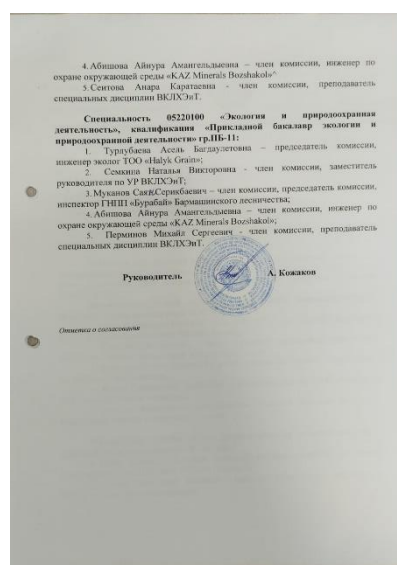 4. Абишова Айнура Амангельдыевна – член комиссии, инженер по
охране окружающей среды «KAZ Minerals Bozshakol»^
5. Сеитова Анара Каратаевна - член комиссии, преподаватель
специальных дисциплин ВКЛХЭиТ.
Специальность 05220100 «Экология и природоохранная
деятельность», квалификация «Прикладной бакалавр экологии и
природоохранной деятельности» гр.ПБ-11:
1. Турлубаева Асель Багдаулетовна – председатель комиссии,
инженер эколог ТОО «Halyk Grain»;
2. Семкина Наталья Викторовна - член комиссии, заместитель
руководителя по УР ВКЛХЭиТ;
3. Муканов Саян Серикбаевич – член комиссии, председатель комиссии,
инспектор ГНПП «Бурабай» Бармашинского лесничества;
4. Абишова Айнура Амангельдыевна – член комиссии, инженер по
охране окружающей среды «KAZ Minerals Bozshakol»;
5. Перминов Михайл Сергеевич - член комиссии, преподаватель
специальных дисциплин ВКЛХЭиТ.
Руководитель А. Кожаков
Отметка о согласовании